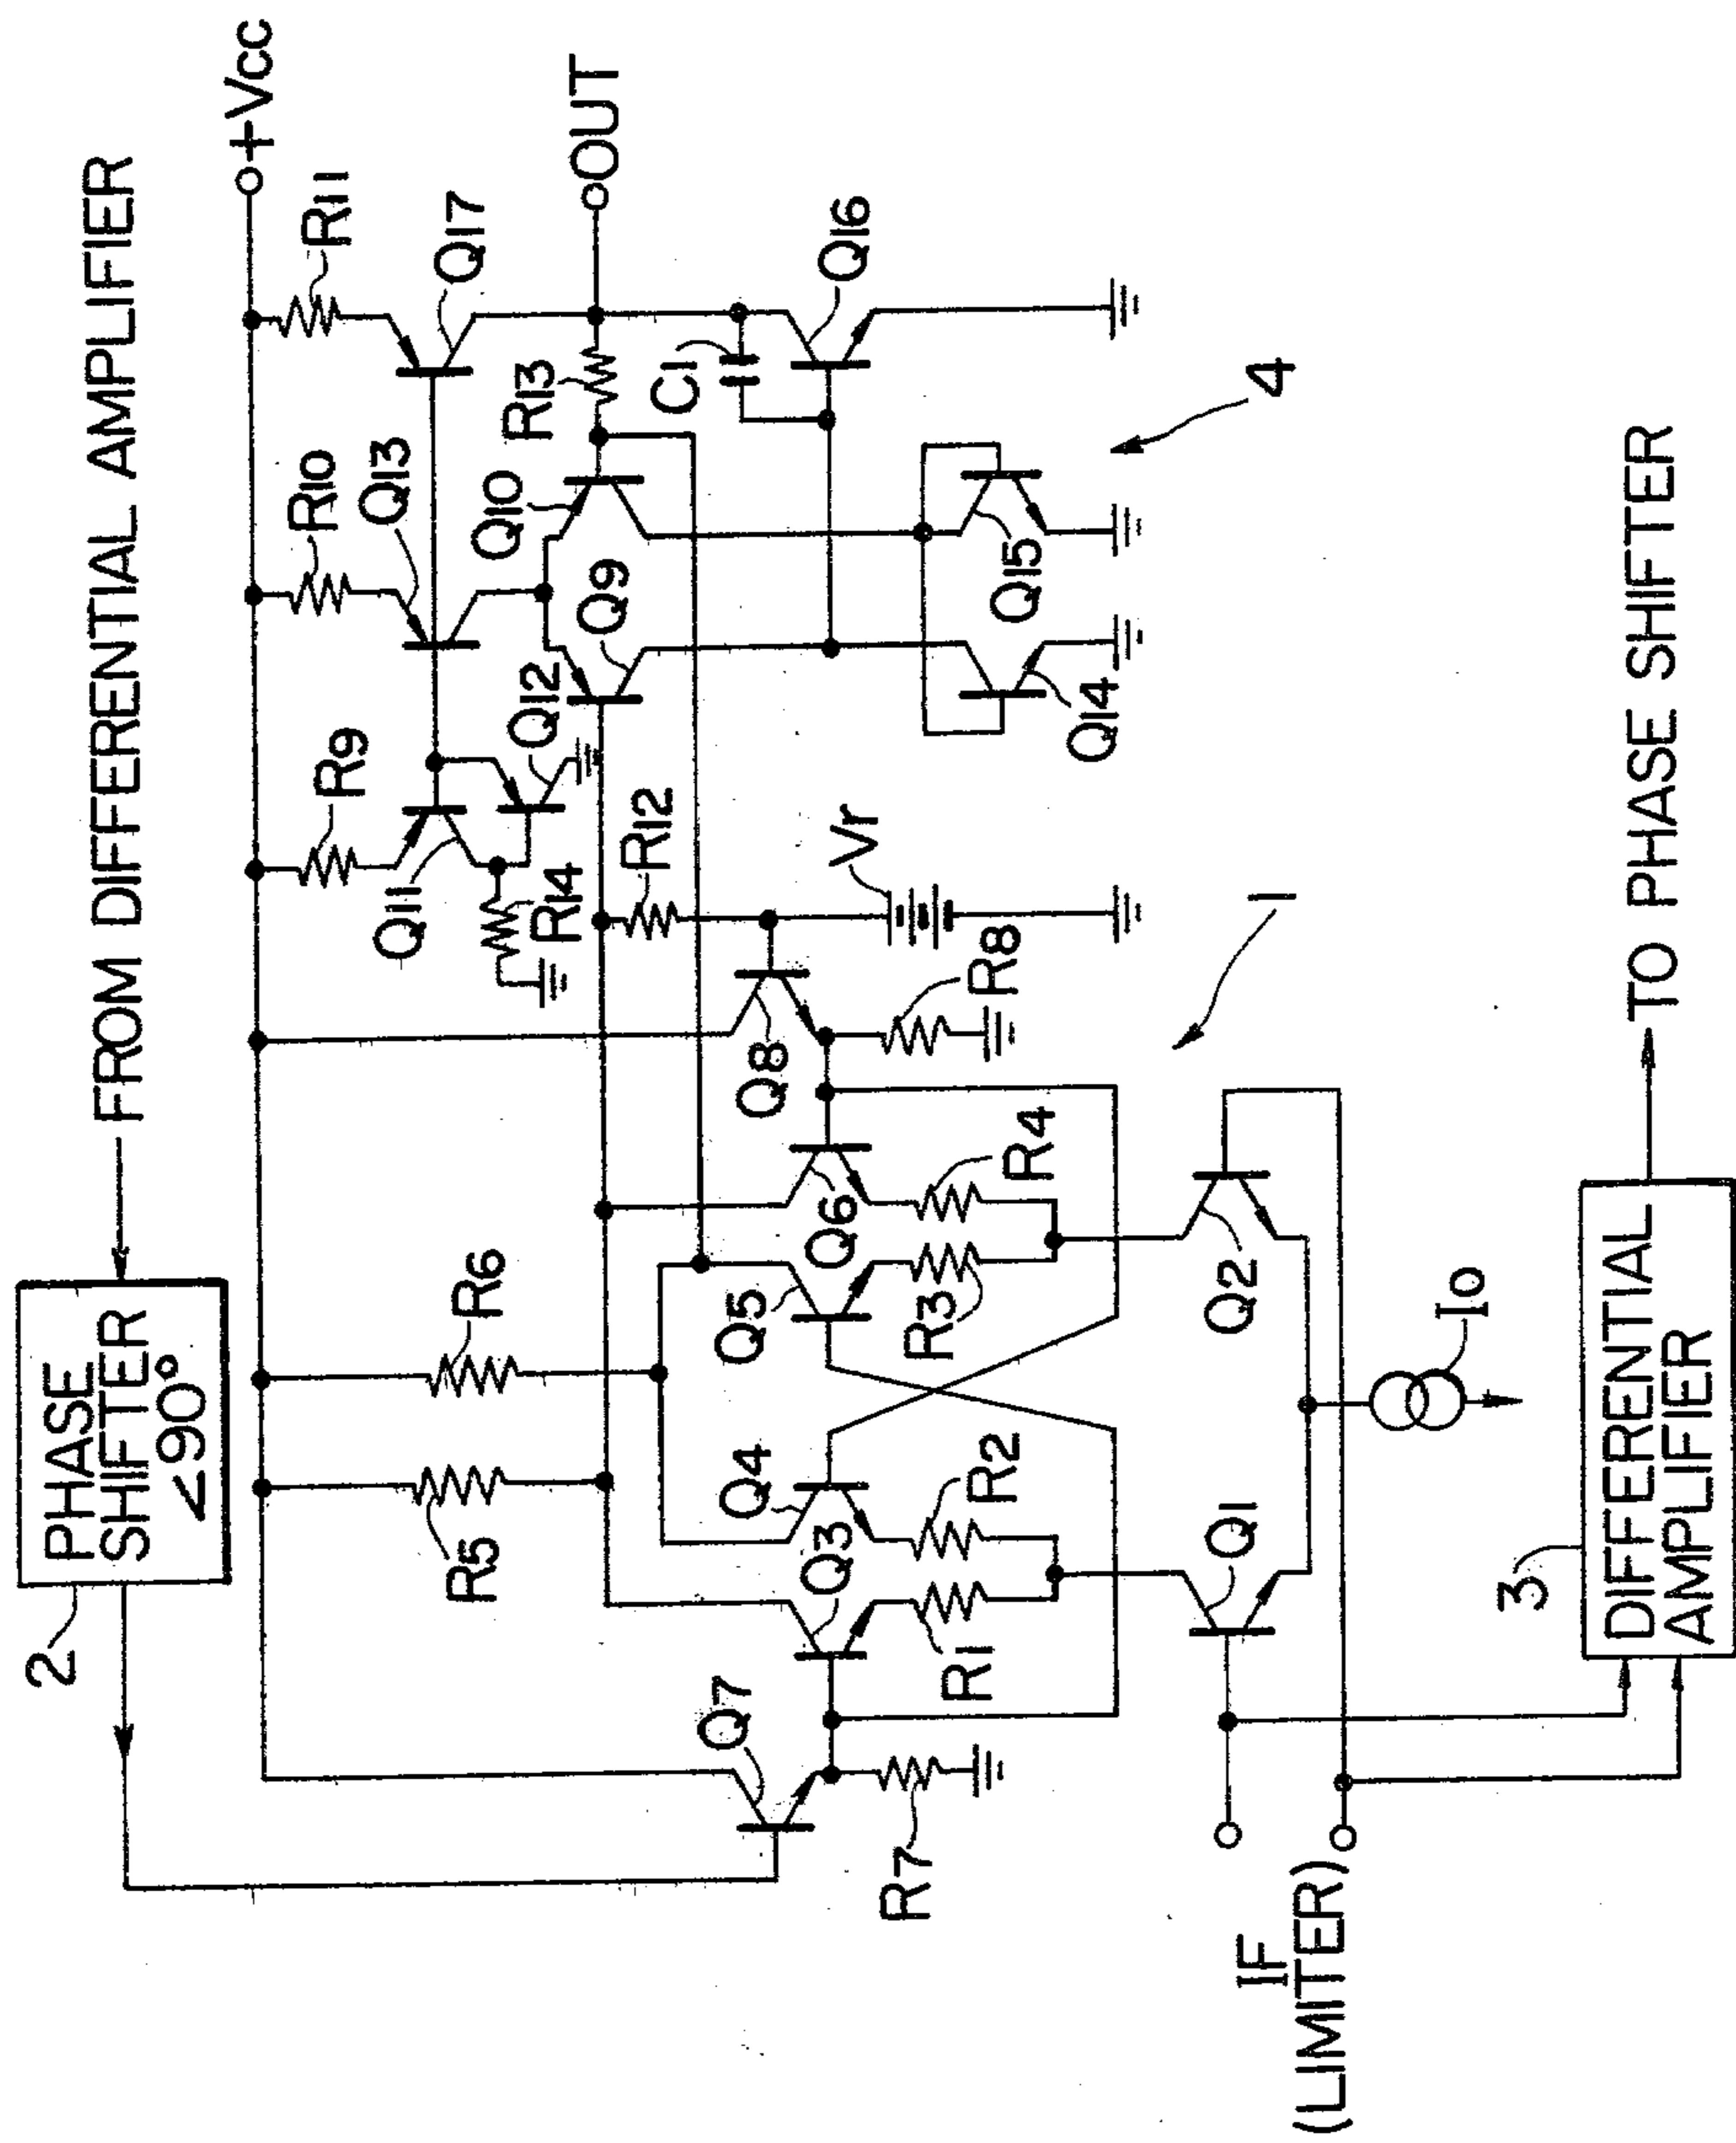 FROM DIFFERENTIAL AMPLIFIER
2
PHASE
SHIFTER
∠90°
+Vcc
R5
R6
R9
R10
R11
Q11
Q12
Q13
Q17
R14
Q9
Q10
R13
OUT
R12
Vr
C1
Q16
Q7
Q3
Q4
Q5
Q6
Q8
R7
R1
R2
R3
R4
R8
Q14
Q15
4
1
Q1
Q2
IF
(LIMITER)
Io
3
DIFFERENTIAL
AMPLIFIER
TO PHASE SHIFTER